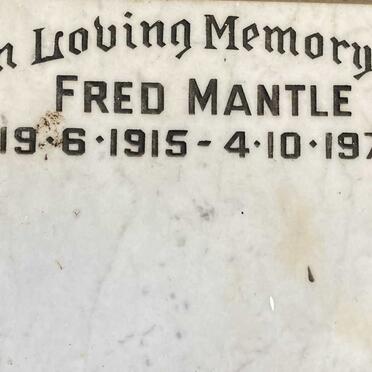 n Loving Memory
FRED MANTLE
19·6·1915 - 4·10·197